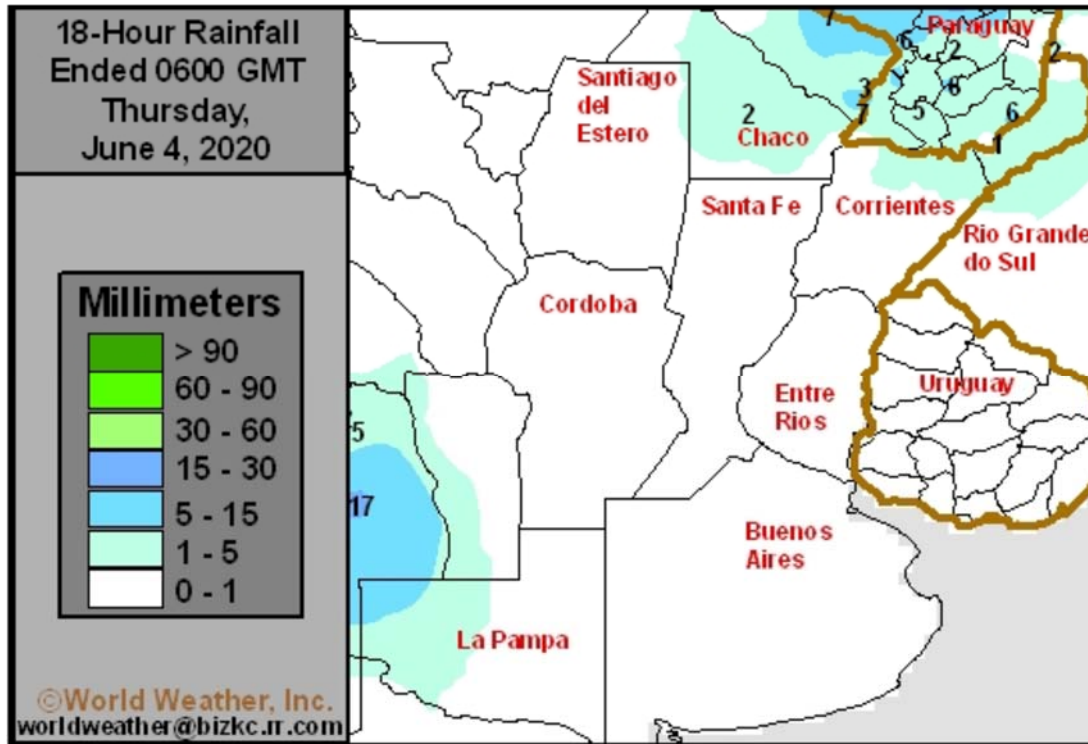 18-Hour Rainfall
Ended 0600 GMT
Thursday,
June 4, 2020
Millimeters
> 90
60 - 90
30 - 60
15 - 30
5 - 15
1 - 5
0 - 1
©World Weather, Inc.
worldweather@bizkc.rr.com
7
Paraguay
6
2
2
Santiago
del
Estero
3
6
2
7
5
6
Chaco
1
Santa Fe
Corrientes
Rio Grande
do Sul
Cordoba
Uruguay
Entre
Rios
5
17
Buenos
Aires
La Pampa